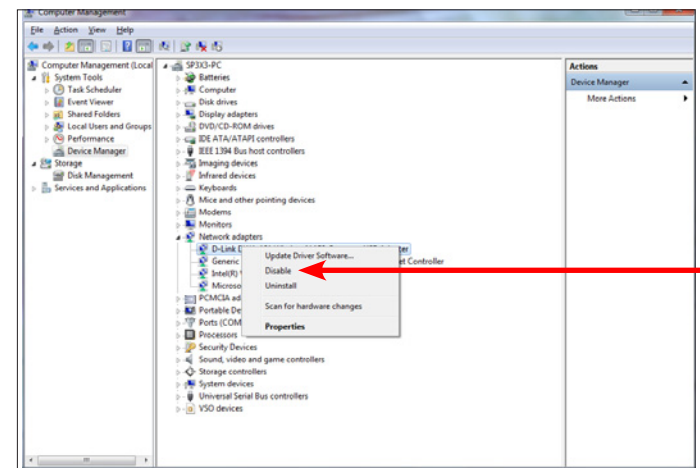 Computer Management
File Action View Help
Computer Management (Local
System Tools
Task Scheduler
Event Viewer
Shared Folders
Local Users and Groups
Performance
Device Manager
Storage
Disk Management
Services and Applications
SP3X3-PC
Batteries
Computer
Disk drives
Display adapters
DVD/CD-ROM drives
IDE ATA/ATAPI controllers
IEEE 1394 Bus host controllers
Imaging devices
Infrared devices
Keyboards
Mice and other pointing devices
Modems
Monitors
Network adapters
D-Link
Generic
et Controller
Intel(R)
Microso
PCMCIA ad
Portable De
Ports (COM
Processors
Security Devices
Sound, video and game controllers
Storage controllers
System devices
Universal Serial Bus controllers
VSO devices
Update Driver Software...
Disable
Uninstall
Scan for hardware changes
Properties
Actions
Device Manager
More Actions